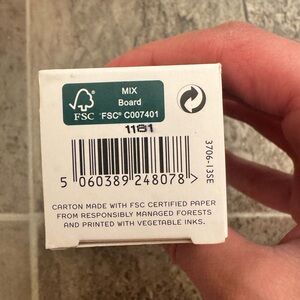 MIX
Board
FSC
FSC® C007401
1181
3706-13SE
5 060389 248078 >
CARTON MADE WITH FSC CERTIFIED PAPER
FROM RESPONSIBLY MANAGED FORESTS
AND PRINTED WITH VEGETABLE INKS.